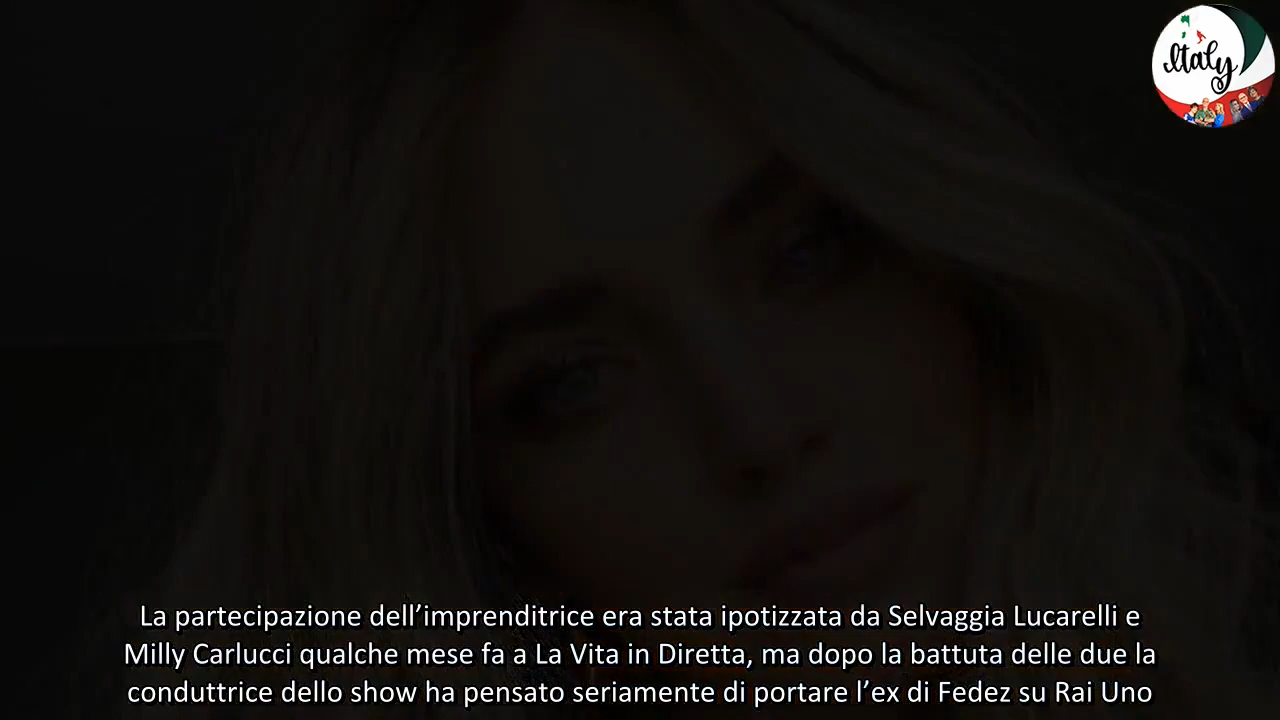 Italy
La partecipazione dell’imprenditrice era stata ipotizzata da Selvaggia Lucarelli e
Milly Carlucci qualche mese fa a La Vita in Diretta, ma dopo la battuta delle due la
conduttrice dello show ha pensato seriamente di portare l’ex di Fedez su Rai Uno